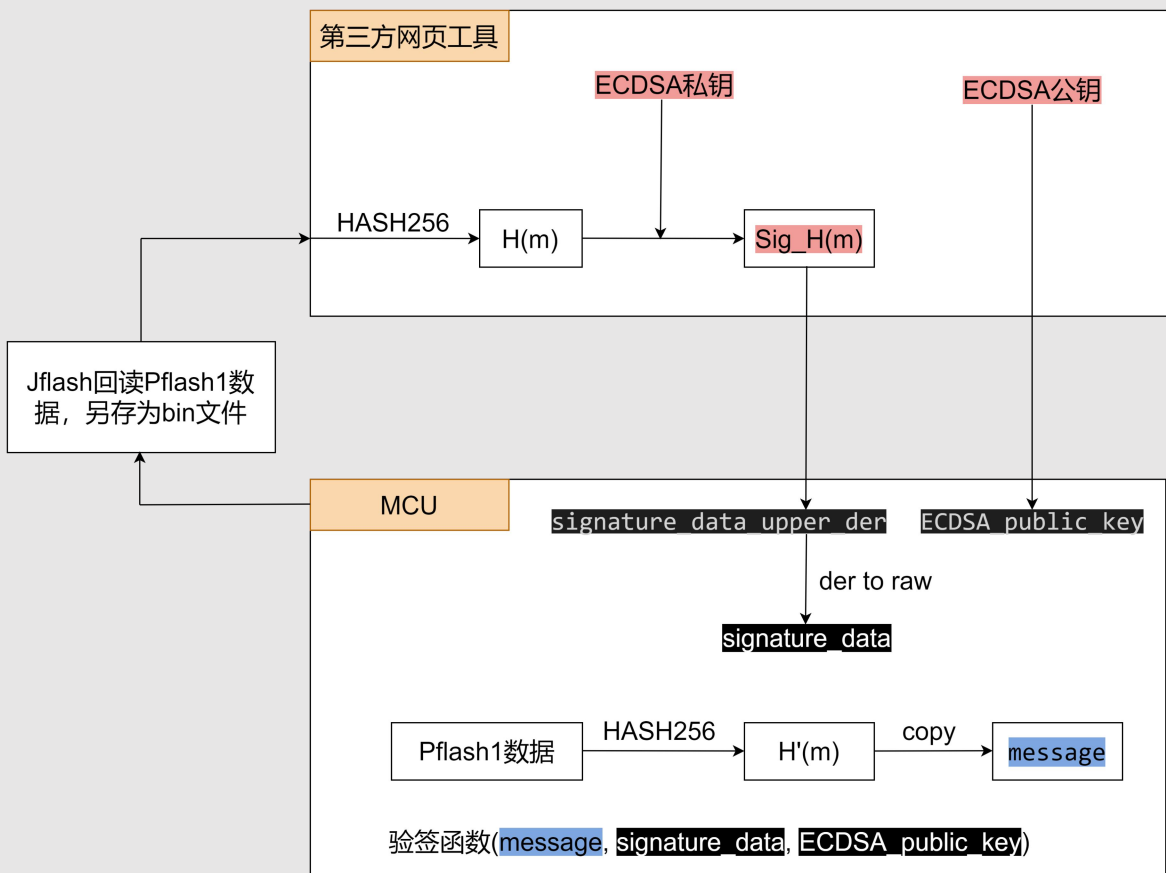 第三方网页工具
ECDSA私钥
ECDSA公钥
HASH256
H(m)
Sig_H(m)
Jflash回读Pflash1数
据，另存为bin文件
MCU
signature_data_upper_der
ECDSA_public_key
der to raw
signature_data
Pflash1数据
HASH256
H'(m)
copy
message
验签函数(message, signature_data, ECDSA_public_key)